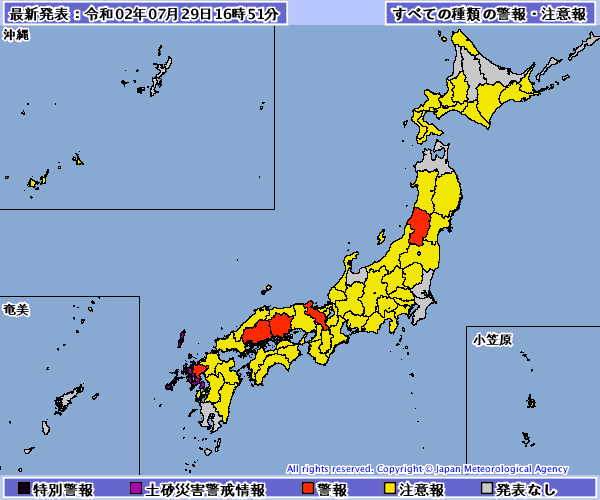 最新発表：令和02年07月29日16時51分
すべての種類の警報・注意報
沖縄
奄美
小笠原
All rights reserved. Copyright © Japan Meteorological Agency
特別警報 土砂災害警戒情報 警報 注意報 発表なし